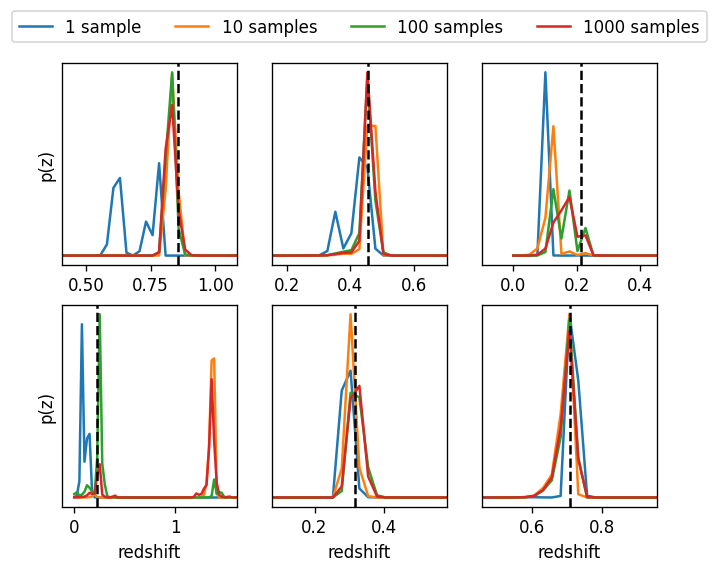 1 sample 10 samples 100 samples 1000 samples
p(z)
0.50 0.75 1.00 0.2 0.4 0.6 0.0 0.2 0.4
p(z)
0 1 0.2 0.4 0.6 0.8
redshift redshift redshift